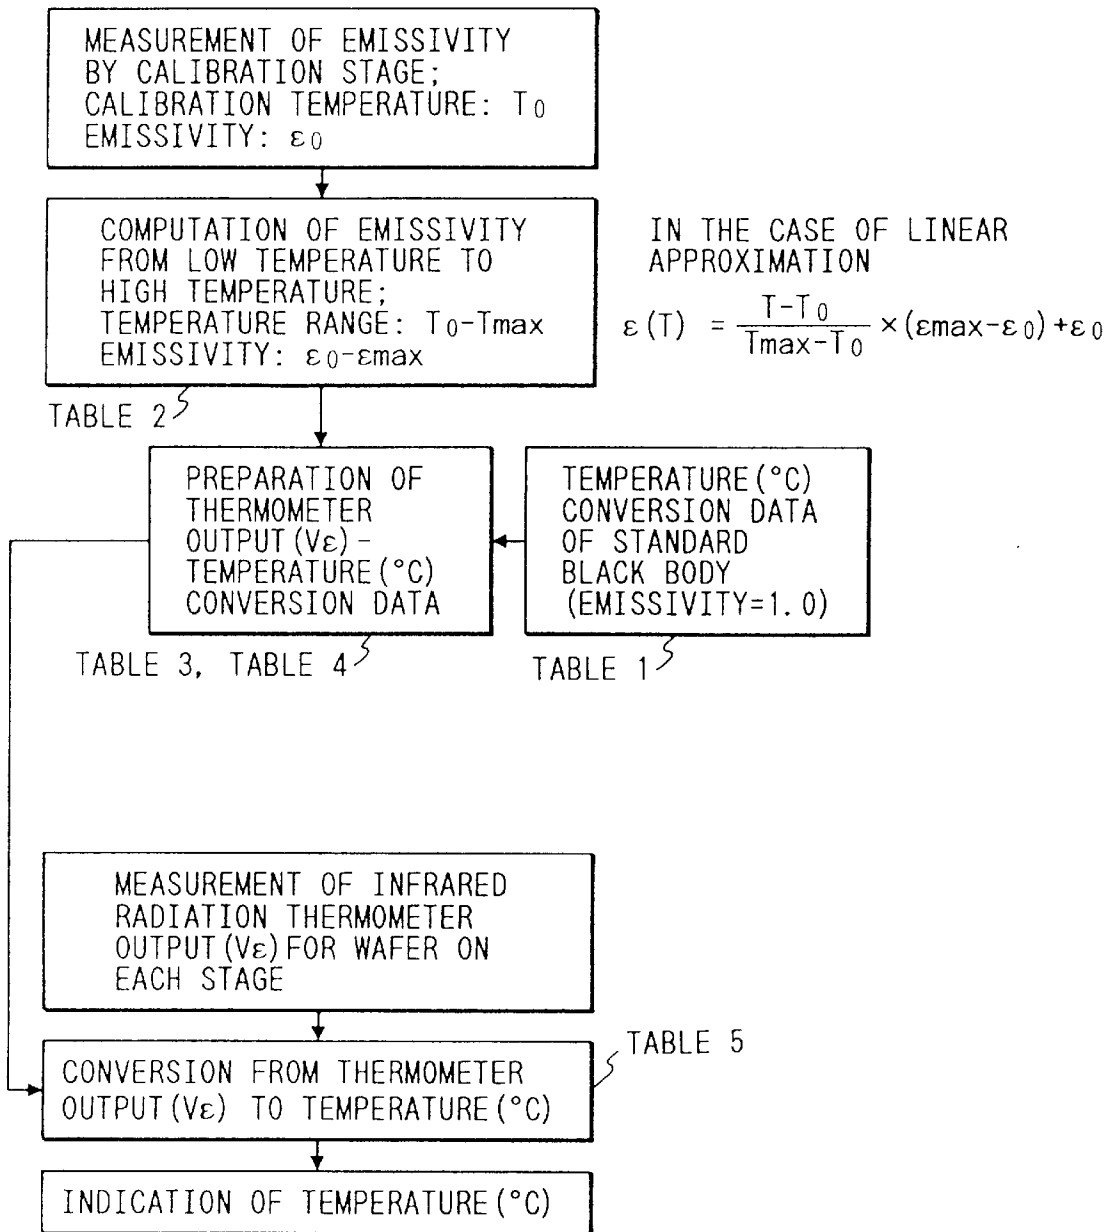 MEASUREMENT OF EMISSIVITY
BY CALIBRATION STAGE;
CALIBRATION TEMPERATURE: T0
EMISSIVITY: ε0
COMPUTATION OF EMISSIVITY
FROM LOW TEMPERATURE TO
HIGH TEMPERATURE;
TEMPERATURE RANGE: T0-Tmax
EMISSIVITY: ε0-εmax
IN THE CASE OF LINEAR
APPROXIMATION
ε(T) = (T-T0)/(Tmax-T0) ×(εmax-ε0)+ε0
TABLE 2
PREPARATION OF
THERMOMETER
OUTPUT(Vε)-
TEMPERATURE(°C)
CONVERSION DATA
TEMPERATURE(°C)
CONVERSION DATA
OF STANDARD
BLACK BODY
(EMISSIVITY=1.0)
TABLE 3, TABLE 4
TABLE 1
MEASUREMENT OF INFRARED
RADIATION THERMOMETER
OUTPUT(Vε)FOR WAFER ON
EACH STAGE
TABLE 5
CONVERSION FROM THERMOMETER
OUTPUT(Vε) TO TEMPERATURE(°C)
INDICATION OF TEMPERATURE(°C)